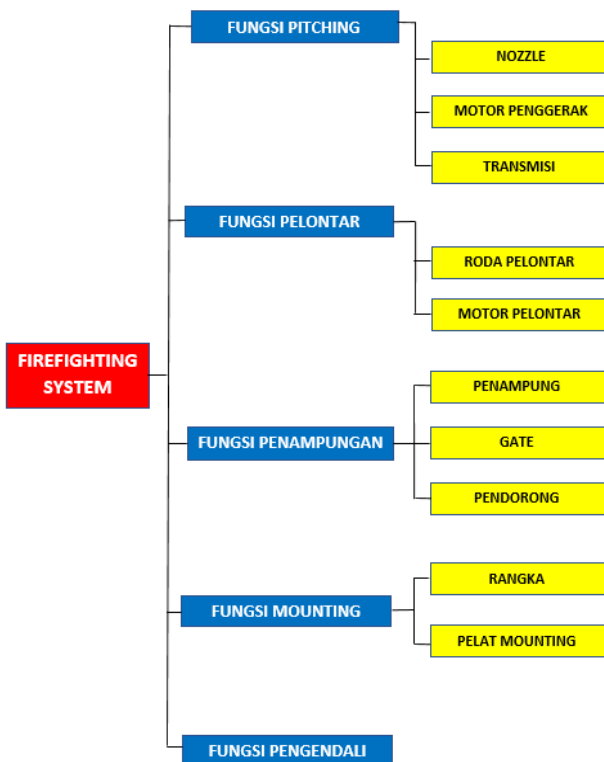 FUNGSI PITCHING
NOZZLE
MOTOR PENGGERAK
TRANSMISI
FUNGSI PELONTAR
RODA PELONTAR
MOTOR PELONTAR
FIREFIGHTING
SYSTEM
PENAMPUNG
FUNGSI PENAMPUNGAN
GATE
PENDORONG
RANGKA
FUNGSI MOUNTING
PELAT MOUNTING
FUNGSI PENGENDALI